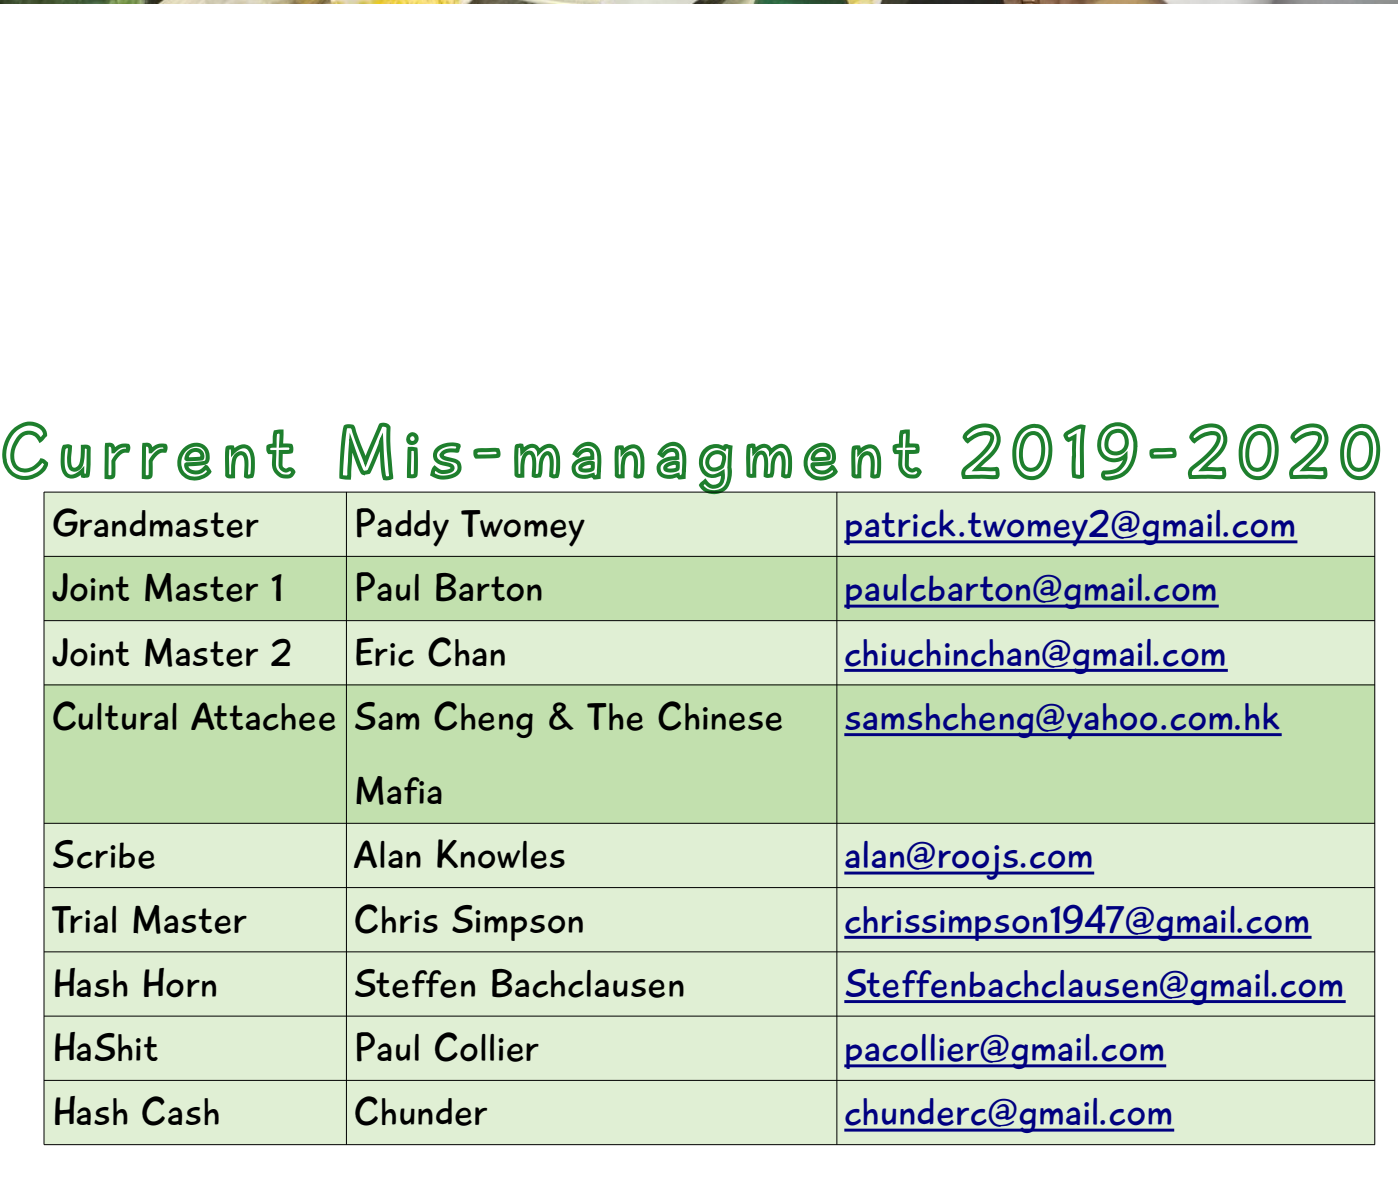 Current Mis-managment 2019-2020
Grandmaster Paddy Twomey patrick.twomey2@gmail.com
Joint Master 1 Paul Barton paulcbarton@gmail.com
Joint Master 2 Eric Chan chiuchinchan@gmail.com
Cultural Attachee Sam Cheng & The Chinese samshcheng@yahoo.com.hk
Mafia
Scribe Alan Knowles alan@roojs.com
Trial Master Chris Simpson chrissimpson1947@gmail.com
Hash Horn Steffen Bachclausen Steffenbachclausen@gmail.com
HaShit Paul Collier pacollier@gmail.com
Hash Cash Chunder chunderc@gmail.com